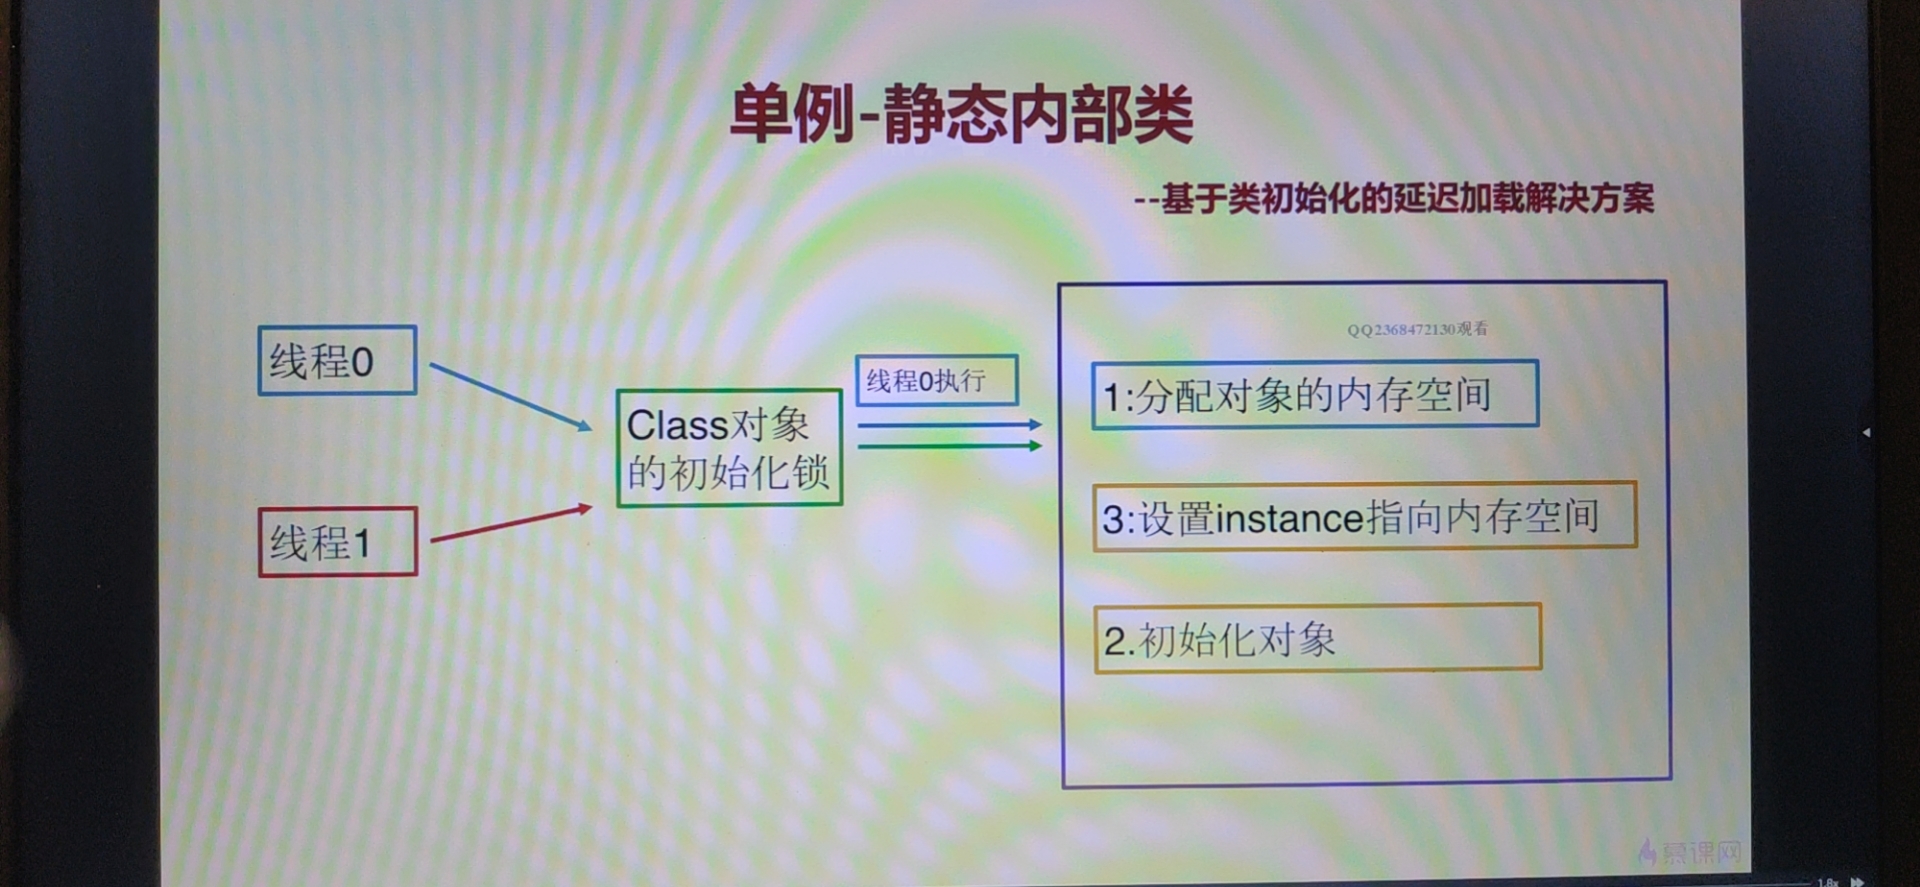 单例-静态内部类
--基于类初始化的延迟加载解决方案
线程0
线程1
Class对象
的初始化锁
线程0执行
QQ2368472130观看
1:分配对象的内存空间
3:设置instance指向内存空间
2.初始化对象
慕课网
1.8x